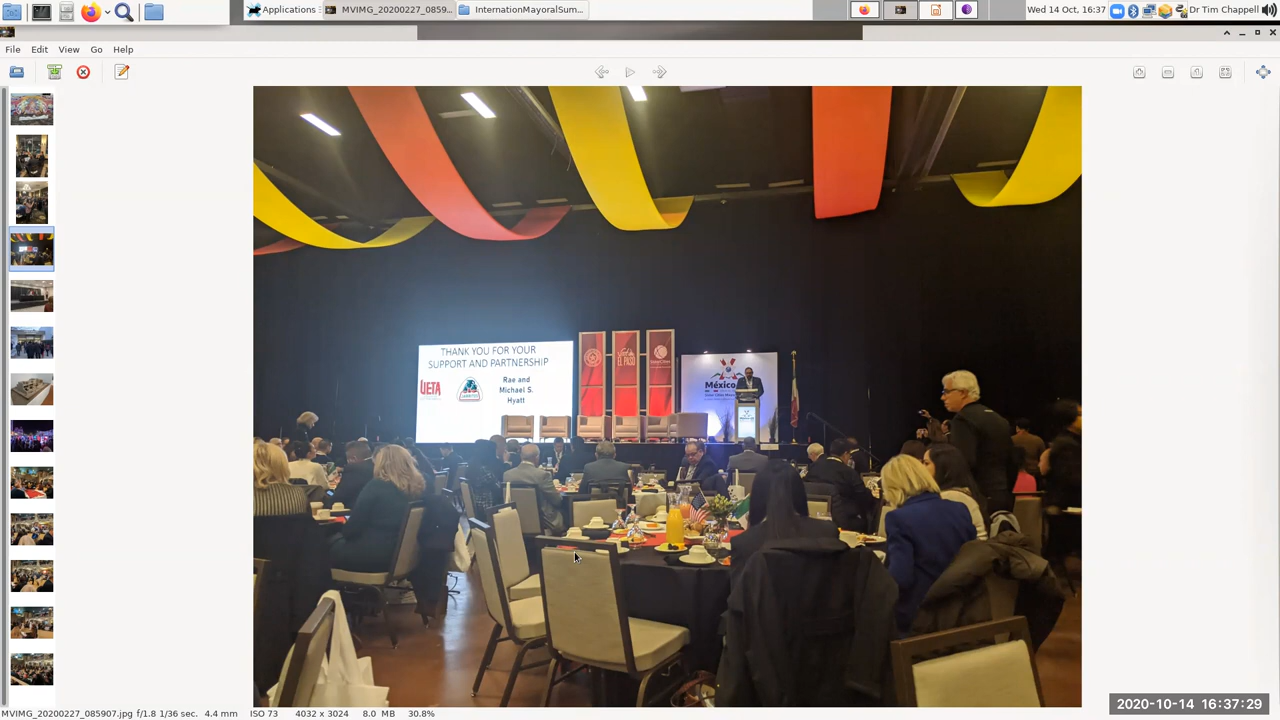 Applications
MVIMG_20200227_0859...
InternationMayoralSum...
Wed 14 Oct, 16:37
Dr Tim Chappell
File Edit View Go Help
THANK YOU FOR YOUR
SUPPORT AND PARTNERSHIP
UETA
Rae and
Michael S.
Hyatt
EL PASO
México
MVIMG_20200227_085907.jpg f/1.8 1/36 sec. 4.4 mm ISO 73 4032 x 3024 8.0 MB 30.8%
2020-10-14 16:37:29